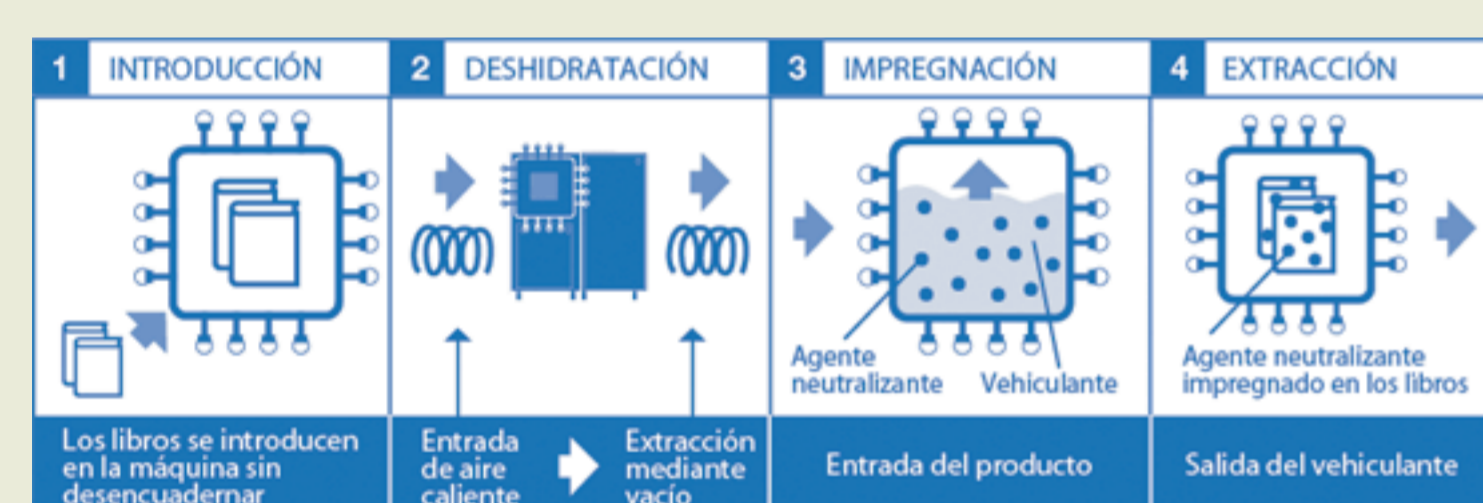 1 INTRODUCCIÓN
Los libros se introducen
en la máquina sin
desencuadernar
2 DESHIDRATACIÓN
Entrada
de aire
caliente
Extracción
mediante
vacío
3 IMPREGNACIÓN
Agente
neutralizante
Vehiculante
Entrada del producto
4 EXTRACCIÓN
Agente neutralizante
impregnado en los libros
Salida del vehiculante